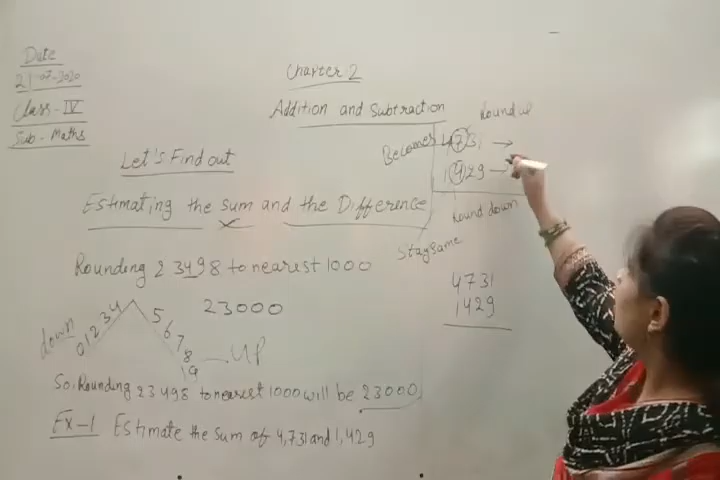 Date
21-07-2020
Class-IV
Sub-Maths
Chapter 2
Addition and Subtraction
Let's Find out
Estimating the sum and the Difference
Rounding 23498 to nearest 1000
23000
down
0 1 2 3 4
5
6
7
8
9
UP
So, Rounding 23498 to nearest 1000 will be 23000
EX-1 Estimate the sum of 4,731 and 1,429
Round up
Becomes 4731 →
1429 →
Round down
Stay same
4731
1429